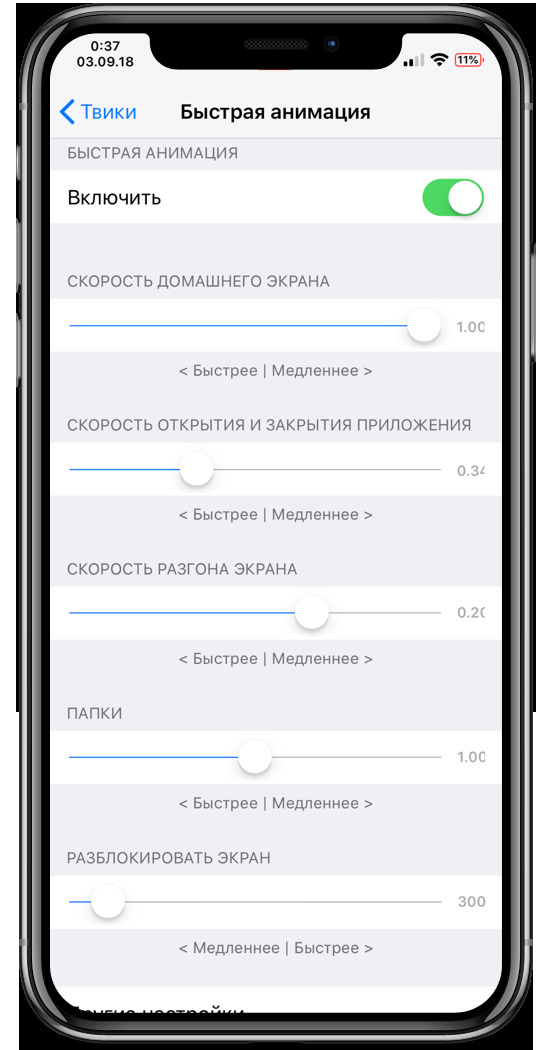 0:37
03.09.18
11%
Твики
Быстрая анимация
БЫСТРАЯ АНИМАЦИЯ
Включить
СКОРОСТЬ ДОМАШНЕГО ЭКРАНА
1.00
< Быстрее | Медленнее >
СКОРОСТЬ ОТКРЫТИЯ И ЗАКРЫТИЯ ПРИЛОЖЕНИЯ
0.34
< Быстрее | Медленнее >
СКОРОСТЬ РАЗГОНА ЭКРАНА
0.20
< Быстрее | Медленнее >
ПАПКИ
1.00
< Быстрее | Медленнее >
РАЗБЛОКИРОВАТЬ ЭКРАН
300
< Медленнее | Быстрее >
Другие настройки